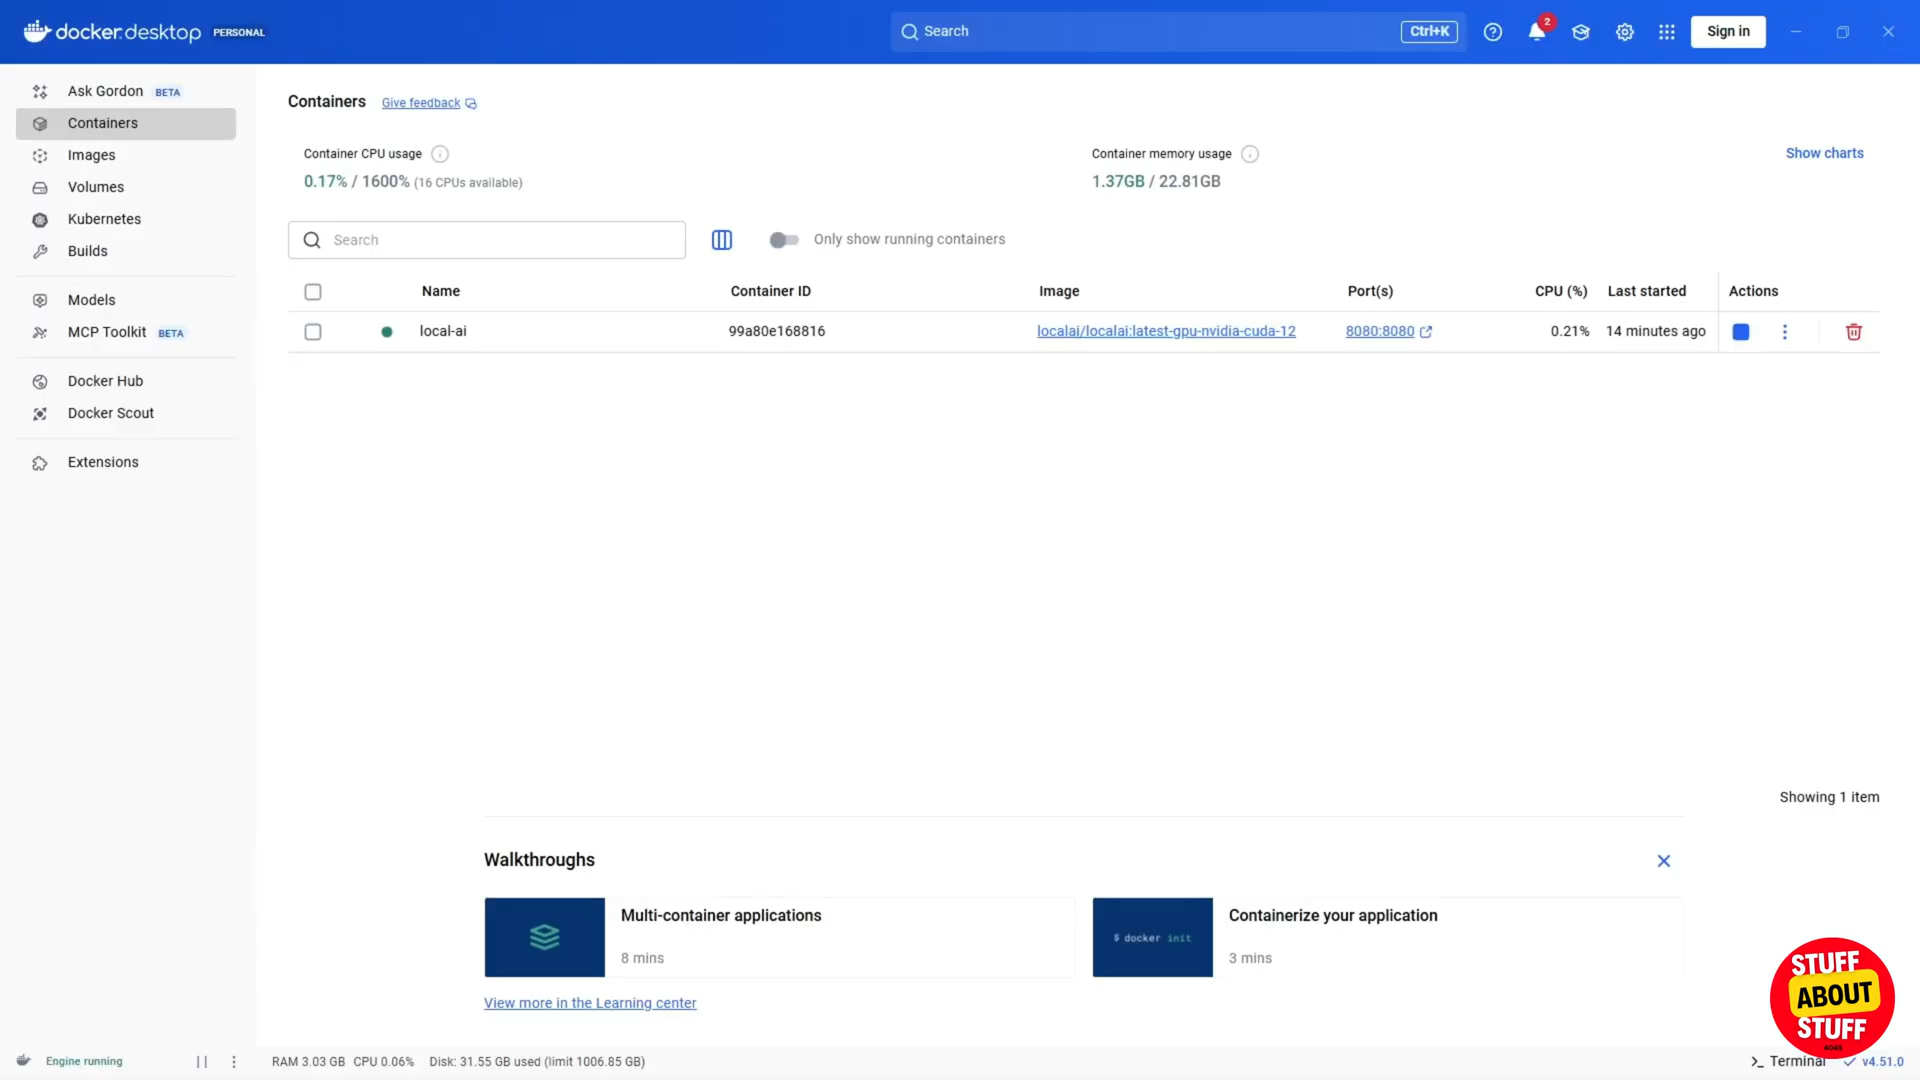 docker.desktop PERSONAL
Search
Ctrl+K
2
Sign in
Ask Gordon BETA
Containers
Images
Volumes
Kubernetes
Builds
Models
MCP Toolkit BETA
Docker Hub
Docker Scout
Extensions
Containers Give feedback
Container CPU usage
0.17% / 1600% (16 CPUs available)
Container memory usage
1.37GB / 22.81GB
Show charts
Search
Only show running containers
Name Container ID Image Port(s) CPU (%) Last started Actions
local-ai 99a80e168816 localai/localai:latest-gpu-nvidia-cuda-12 8080:8080 0.21% 14 minutes ago
Showing 1 item
Walkthroughs
Multi-container applications
8 mins
$ docker init
Containerize your application
3 mins
View more in the Learning center
STUFF
ABOUT
STUFF
4045
Engine running
RAM 3.03 GB CPU 0.06% Disk: 31.55 GB used (limit 1006.85 GB)
>_ Terminal v4.51.0